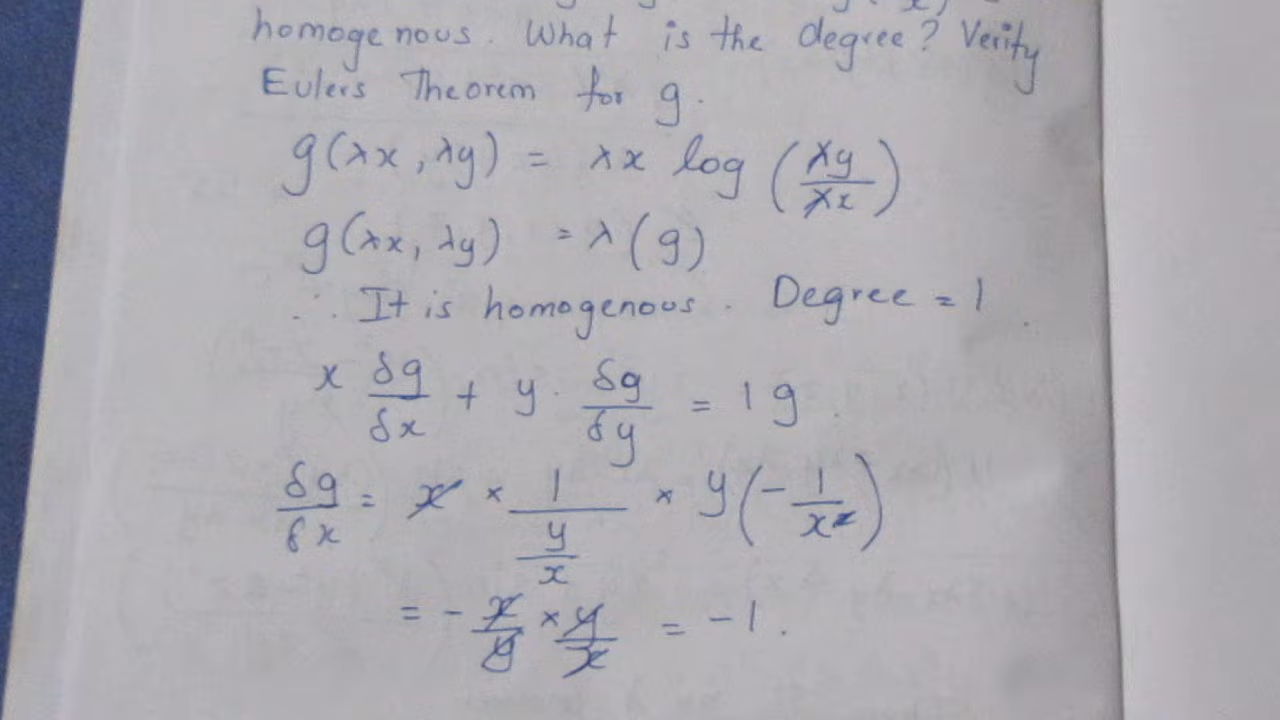 homogenous. What is the degree? Verify
Eulers Theorem for g.
g(λx, λy) = λx log (λy/λx)
g(λx, λy) = λ(g)
∴ It is homogenous. Degree = 1.
x δg/δx + y. δg/δy = 1g.
δg/δx = x × 1/(y/x) × y(-1/x²)
= - x/y × y/x = -1.